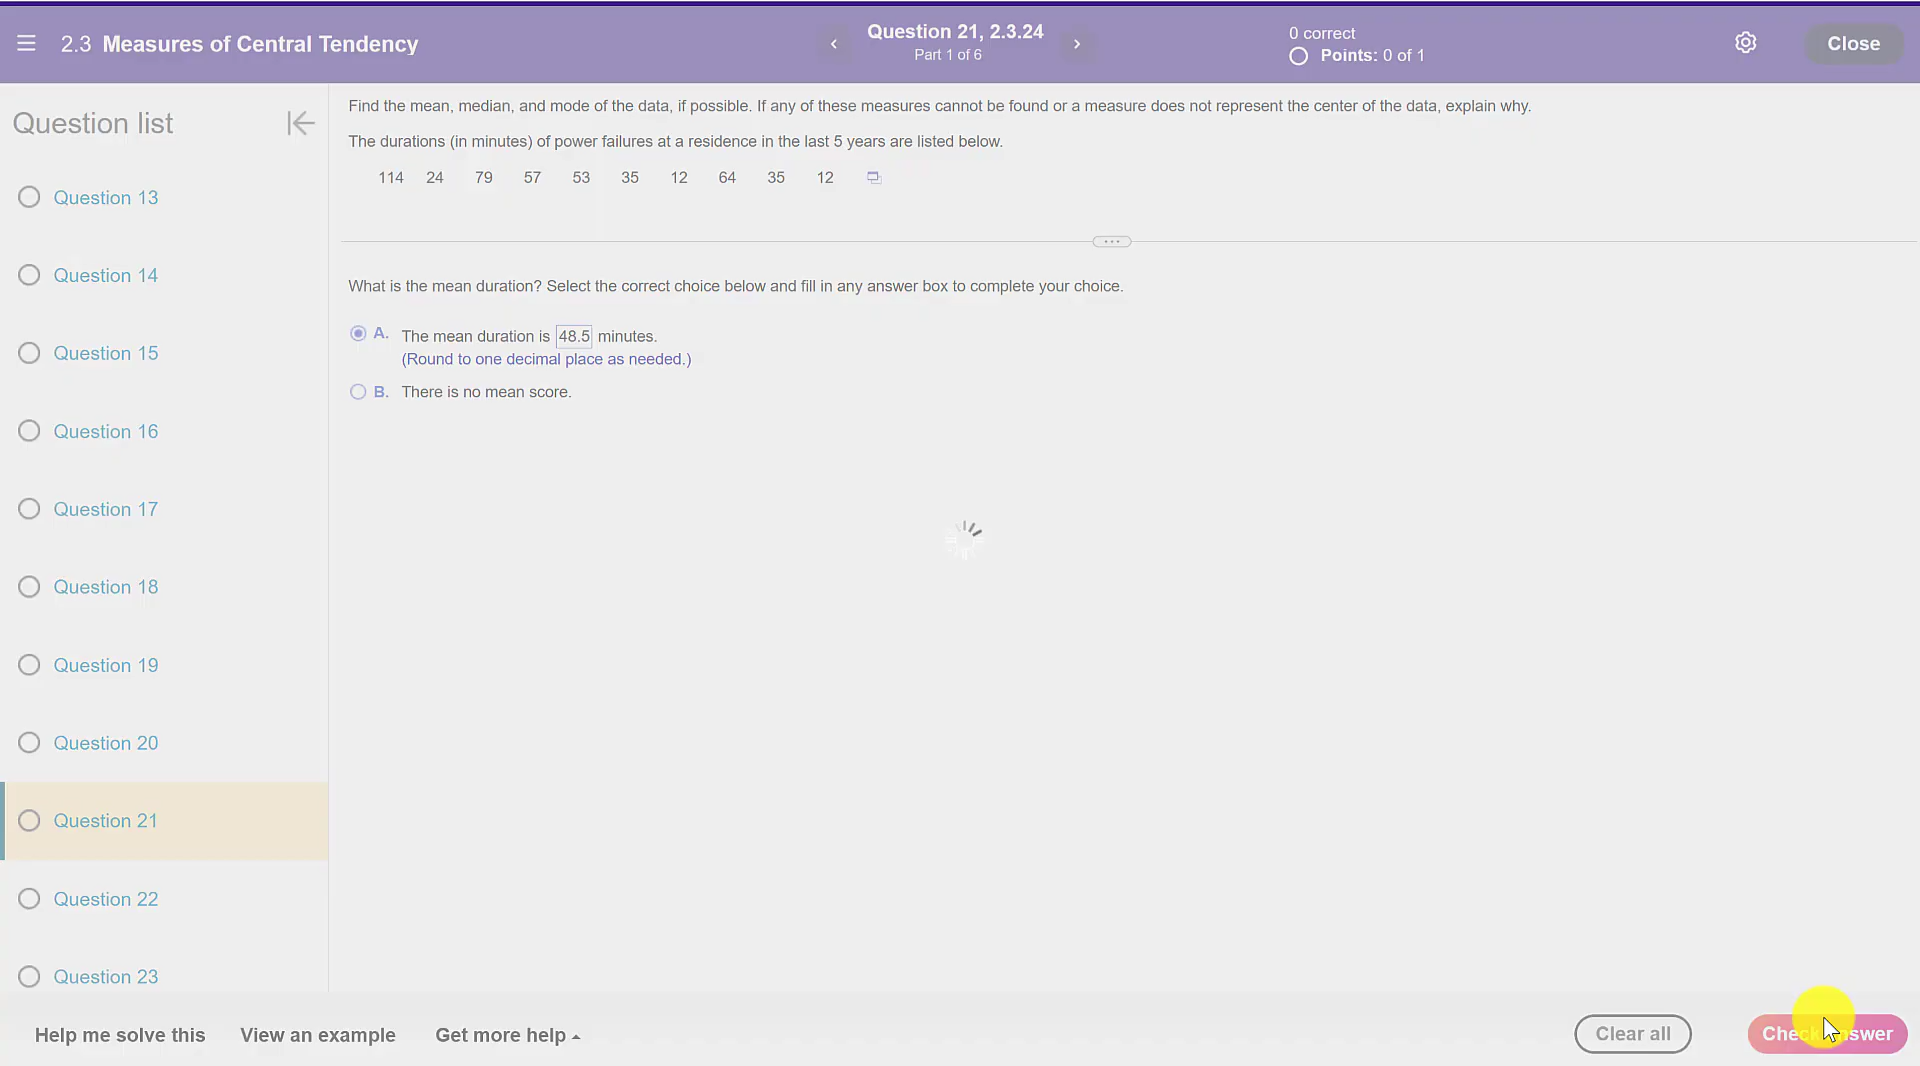 2.3 Measures of Central Tendency
Question 21, 2.3.24
Part 1 of 6
0 correct
Points: 0 of 1
Close
Question list
Question 13
Question 14
Question 15
Question 16
Question 17
Question 18
Question 19
Question 20
Question 21
Question 22
Question 23
Find the mean, median, and mode of the data, if possible. If any of these measures cannot be found or a measure does not represent the center of the data, explain why.
The durations (in minutes) of power failures at a residence in the last 5 years are listed below.
114 24 79 57 53 35 12 64 35 12
What is the mean duration? Select the correct choice below and fill in any answer box to complete your choice.
A. The mean duration is 48.5 minutes.
(Round to one decimal place as needed.)
B. There is no mean score.
Help me solve this
View an example
Get more help
Clear all
Check answer